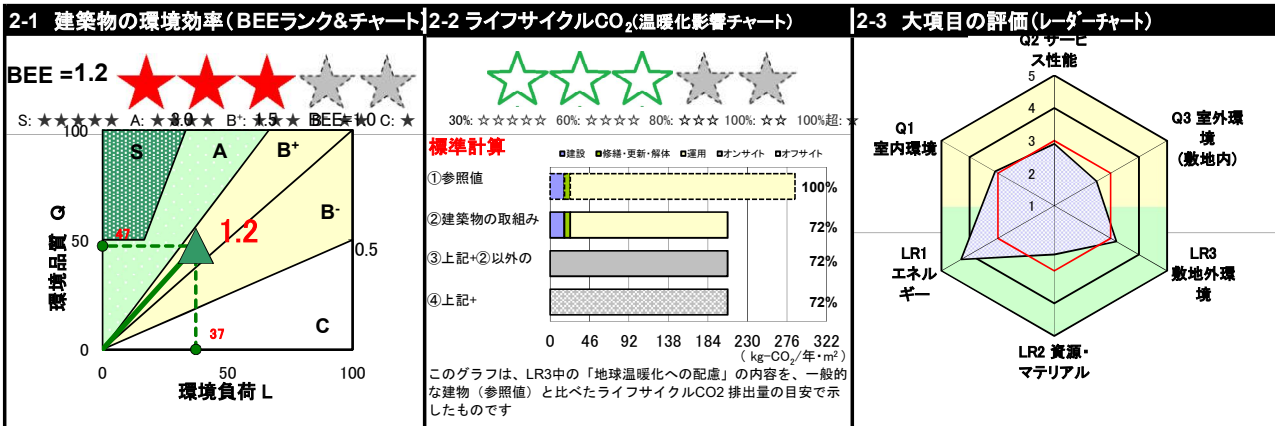 2-1 建築物の環境効率(BEEランク&チャート)
BEE =1.2
S: ★★★★★ A: ★★★★ B⁺: ★★★ B⁻: ★★ C: ★
3.0
1.5
BEE=1.0
100
S
A
B⁺
B⁻
0.5
C
50
47
1.2
37
0
環境品質 Q
0
50
100
環境負荷 L
2-2 ライフサイクルCO₂(温暖化影響チャート)
30%: ☆☆☆☆☆ 60%: ☆☆☆☆ 80%: ☆☆☆ 100%: ☆☆ 100%超: ★
標準計算
■建設 ■修繕・更新・解体 □運用 ■オンサイト ■オフサイト
①参照値
100%
②建築物の取組み
72%
③上記+②以外の
72%
④上記+
72%
0 46 92 138 184 230 276 322
( kg-CO₂/年・m²)
このグラフは、LR3中の「地球温暖化への配慮」の内容を、一般的
な建物(参照値)と比べたライフサイクルCO2 排出量の目安で示
したものです
2-3 大項目の評価(レーダーチャート)
Q2 サービ
ス性能
Q1
室内環境
Q3 室外環
境
(敷地内)
5
4
3
2
1
LR1
エネル
ギー
LR3
敷地外環
境
LR2 資源・
マテリアル